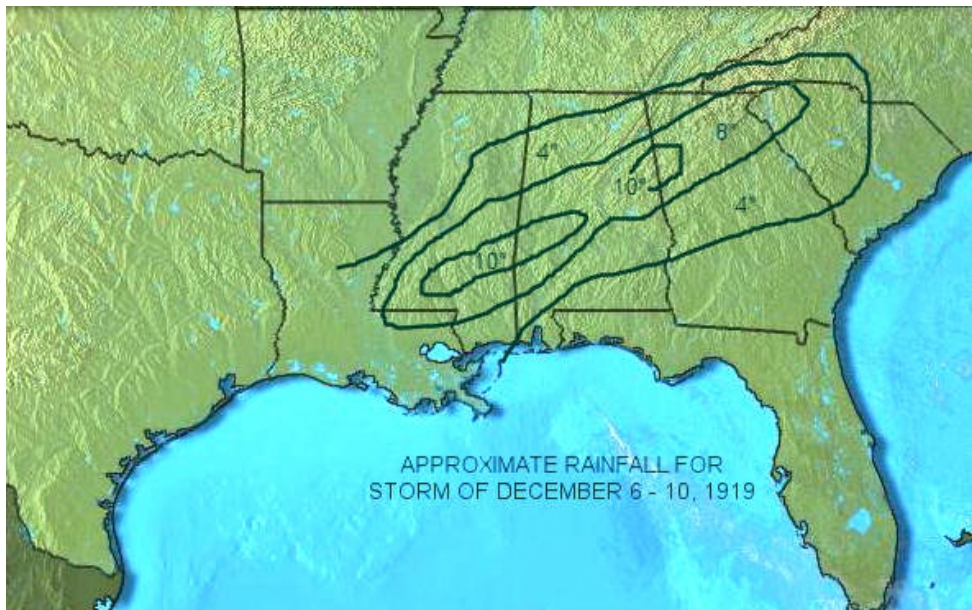 8"
4"
10"
4"
10"
APPROXIMATE RAINFALL FOR
STORM OF DECEMBER 6 - 10, 1919